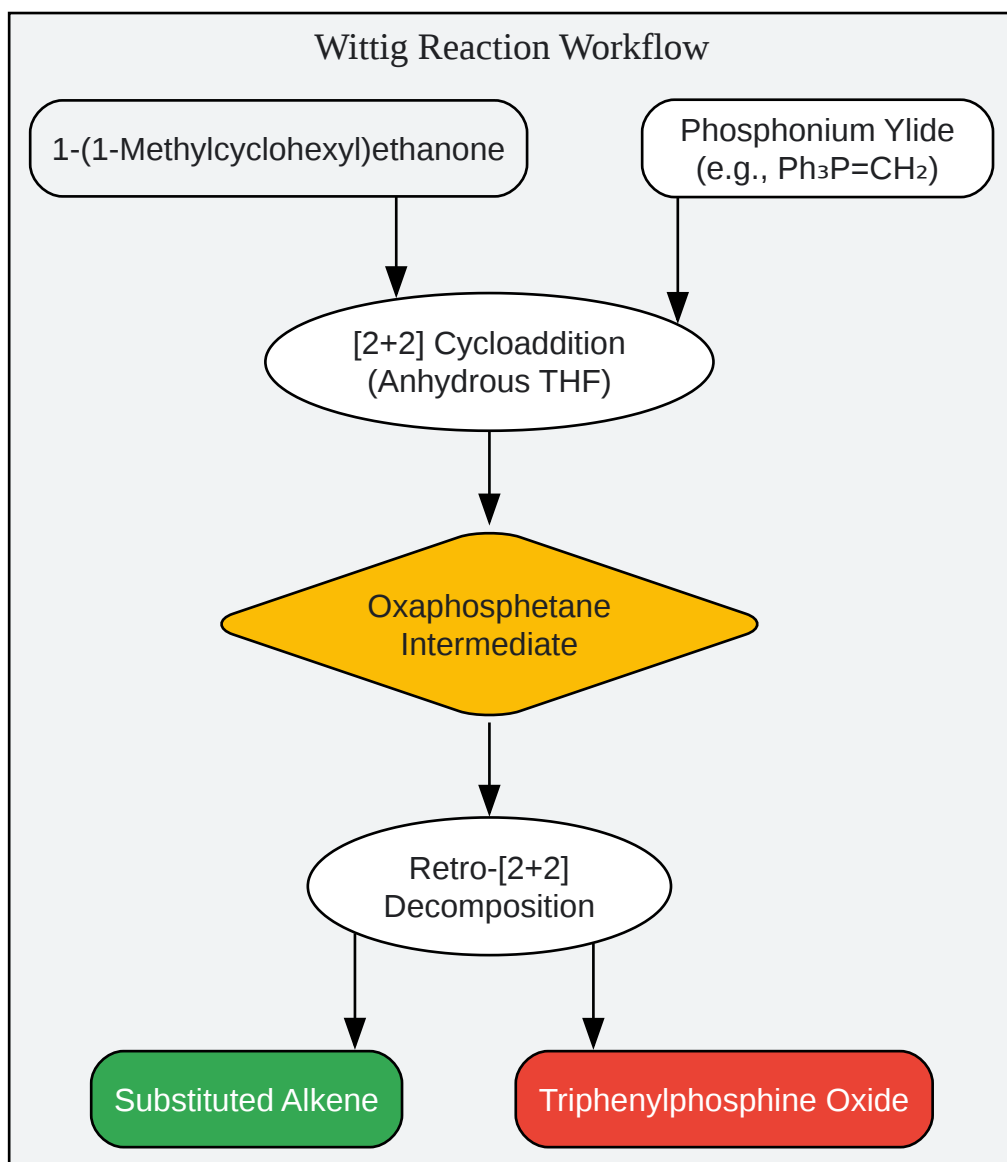 Wittig Reaction Workflow
1-(1-Methylcyclohexyl)ethanone
Phosphonium Ylide
(e.g., Ph₃P=CH₂)
[2+2] Cycloaddition
(Anhydrous THF)
Oxaphosphetane
Intermediate
Retro-[2+2]
Decomposition
Substituted Alkene
Triphenylphosphine Oxide